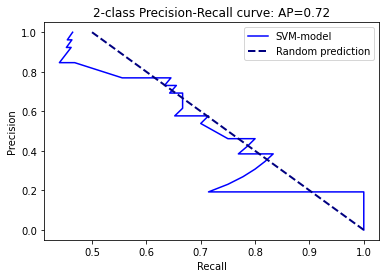 2-class Precision-Recall curve: AP=0.72
SVM-model
Random prediction
1.0
0.8
0.6
0.4
0.2
0.0
Precision
0.5 0.6 0.7 0.8 0.9 1.0
Recall